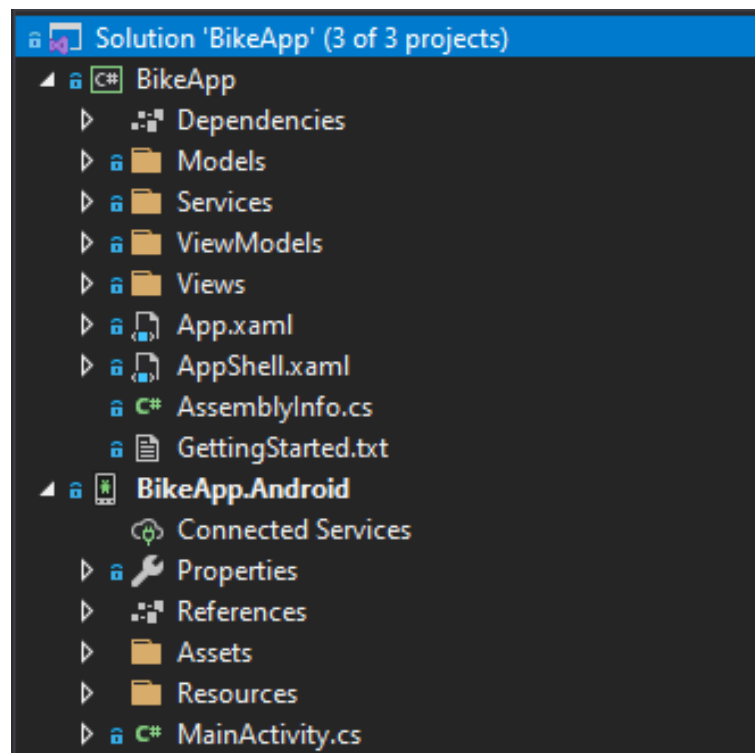 Solution 'BikeApp' (3 of 3 projects)
C# BikeApp
Dependencies
Models
Services
ViewModels
Views
App.xaml
AppShell.xaml
C# AssemblyInfo.cs
GettingStarted.txt
BikeApp.Android
Connected Services
Properties
References
Assets
Resources
C# MainActivity.cs